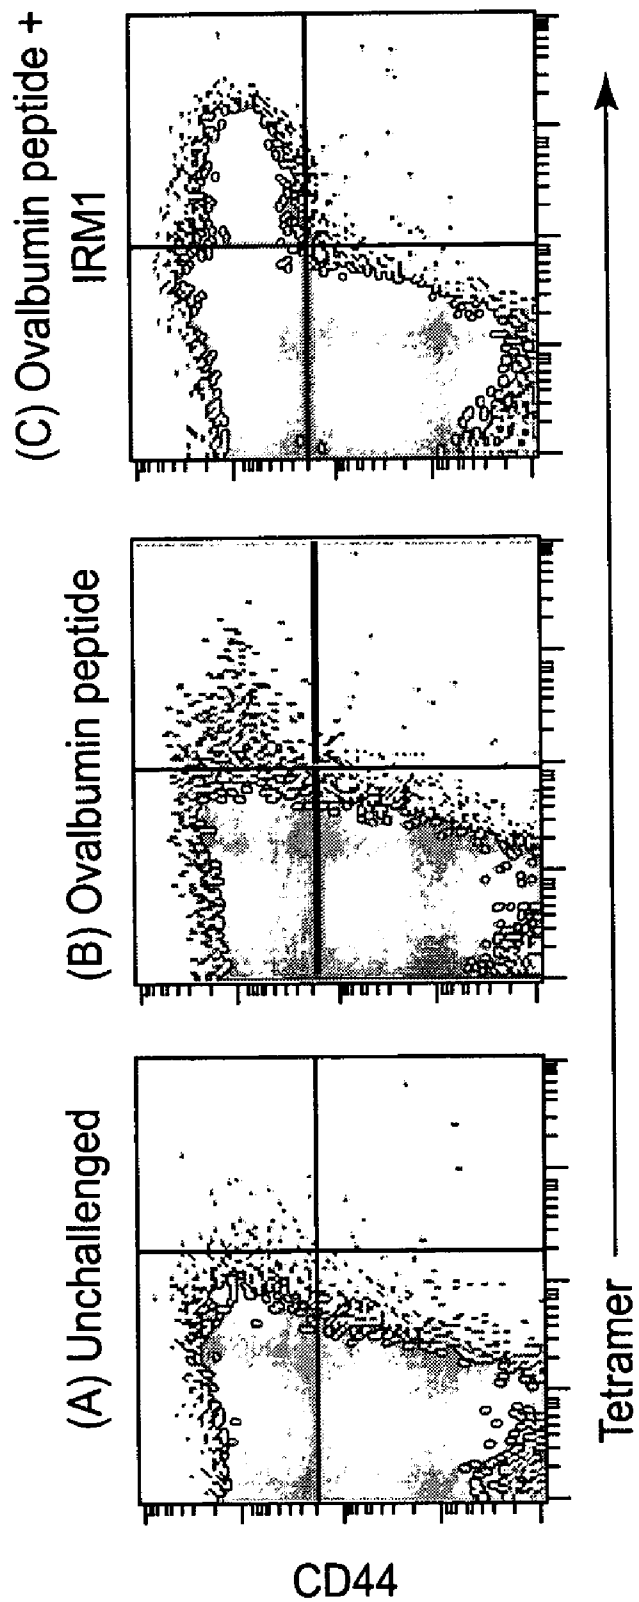 (A) Unchallenged
(B) Ovalbumin peptide
(C) Ovalbumin peptide +
IRM1
CD44
Tetramer